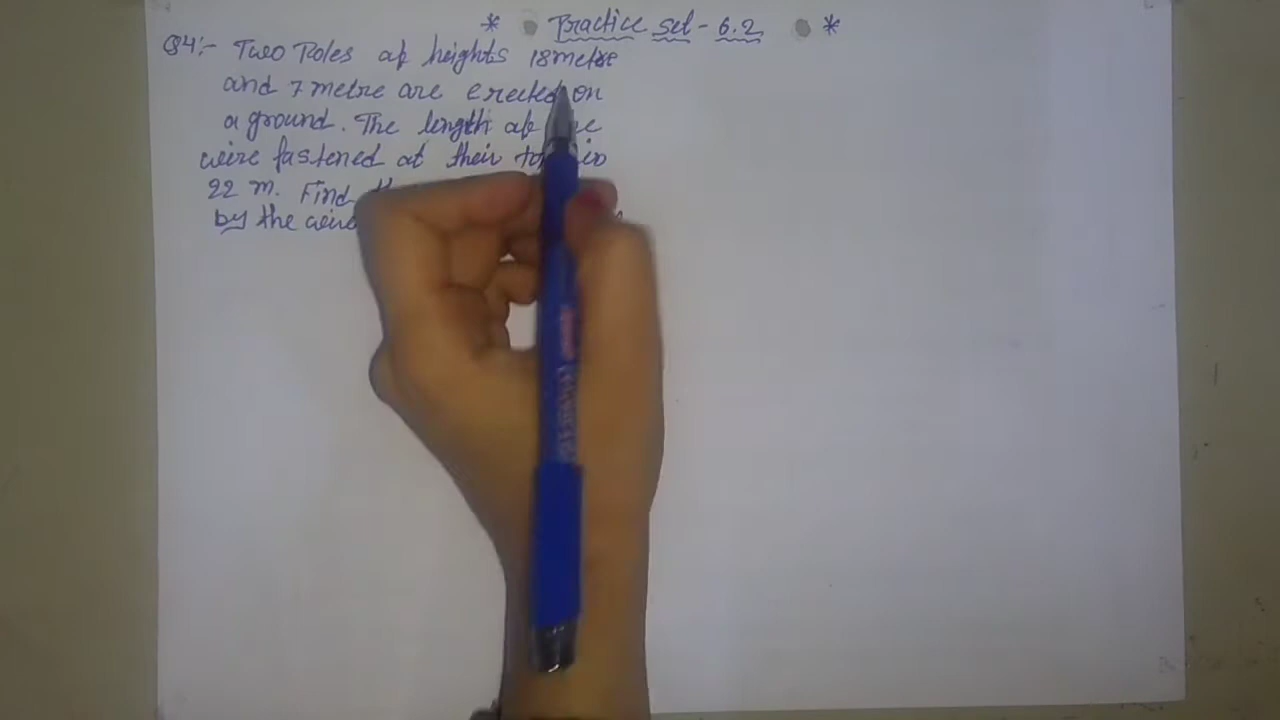 * Practice set - 6.2 *
Q4:- Two Poles of heights 18 metre
and 7 metre are erected on
a ground. The length of
wire fastened at their
22 m. Find
by the wire